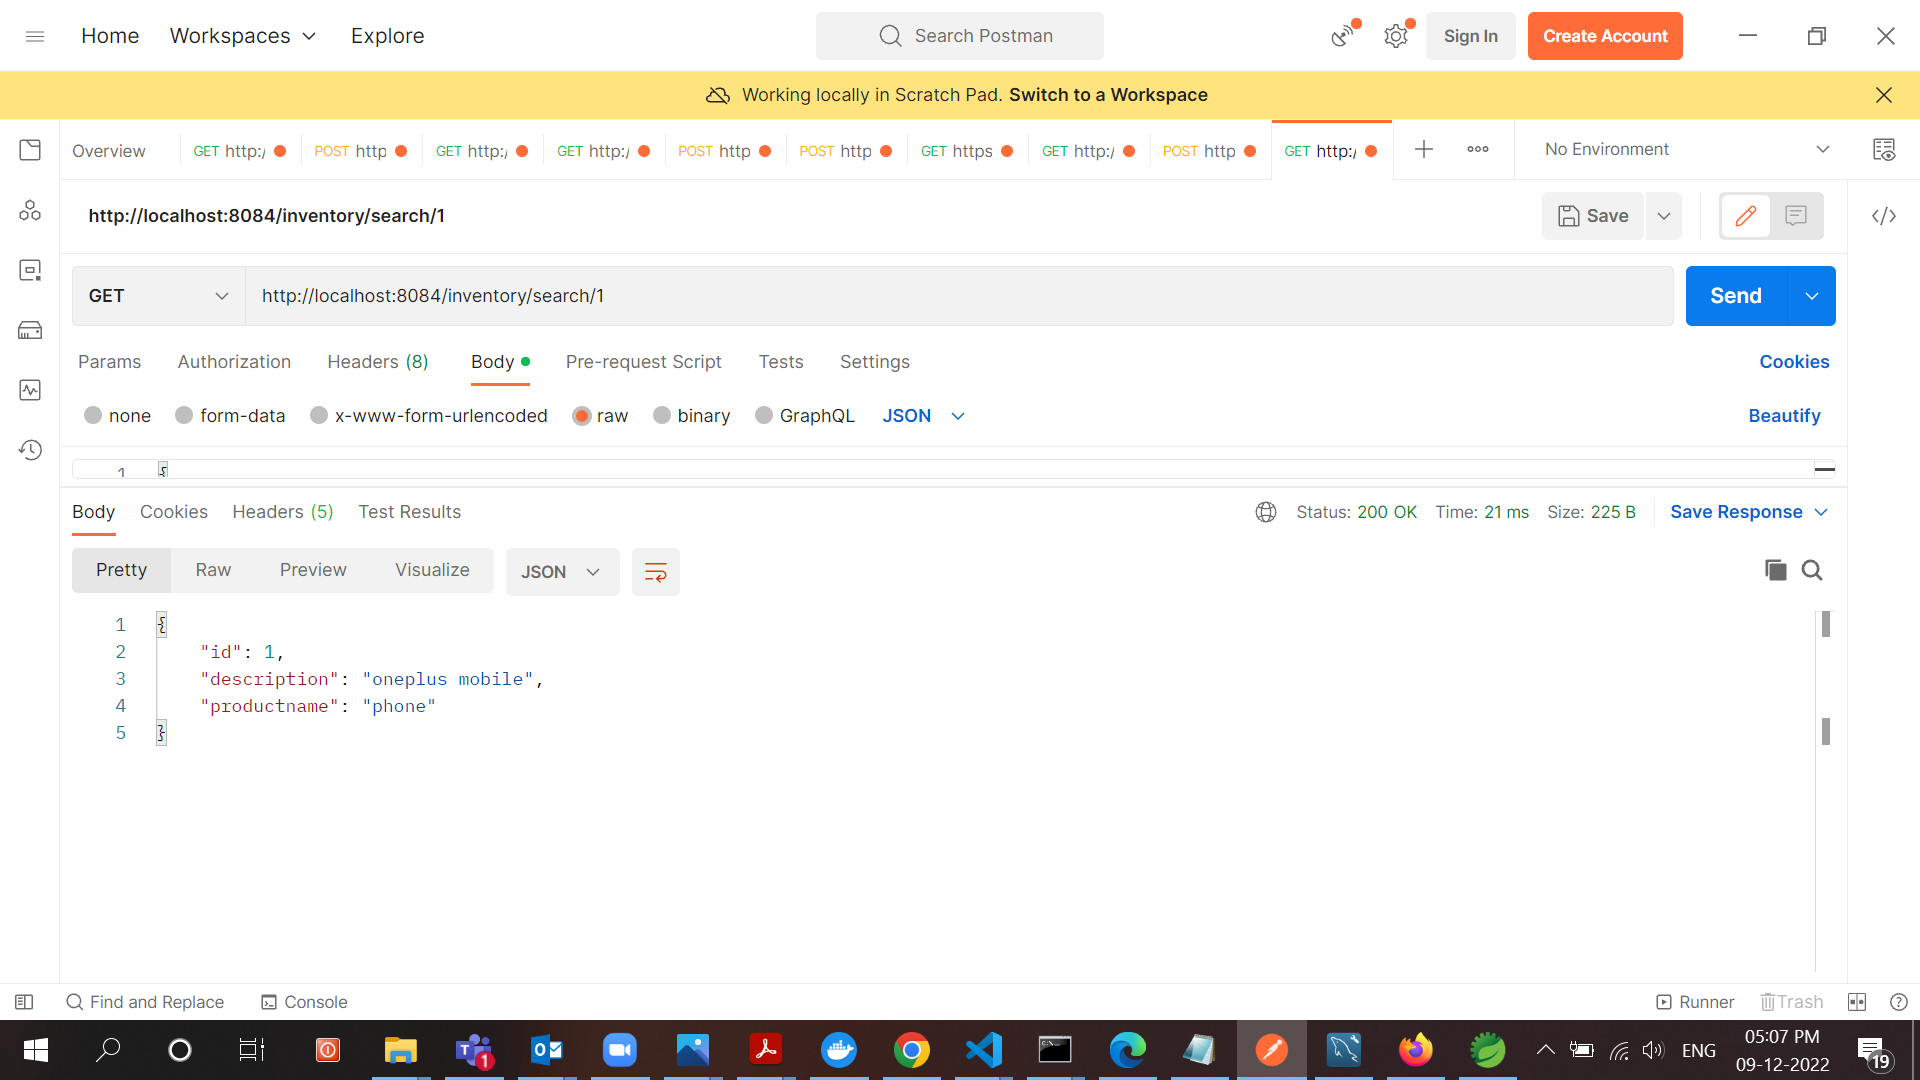 Home Workspaces Explore Search Postman Sign In Create Account
Working locally in Scratch Pad. Switch to a Workspace
Overview GET http:/ POST http GET http:/ GET http:/ POST http POST http GET https GET http:/ POST http GET http:/ No Environment
http://localhost:8084/inventory/search/1 Save
GET http://localhost:8084/inventory/search/1 Send
Params Authorization Headers (8) Body Pre-request Script Tests Settings Cookies
none form-data x-www-form-urlencoded raw binary GraphQL JSON Beautify
1 {
Body Cookies Headers (5) Test Results Status: 200 OK Time: 21 ms Size: 225 B Save Response
Pretty Raw Preview Visualize JSON
1 {
2 "id": 1,
3 "description": "oneplus mobile",
4 "productname": "phone"
5 }
Find and Replace Console Runner Trash
ENG 05:07 PM
09-12-2022
1 19